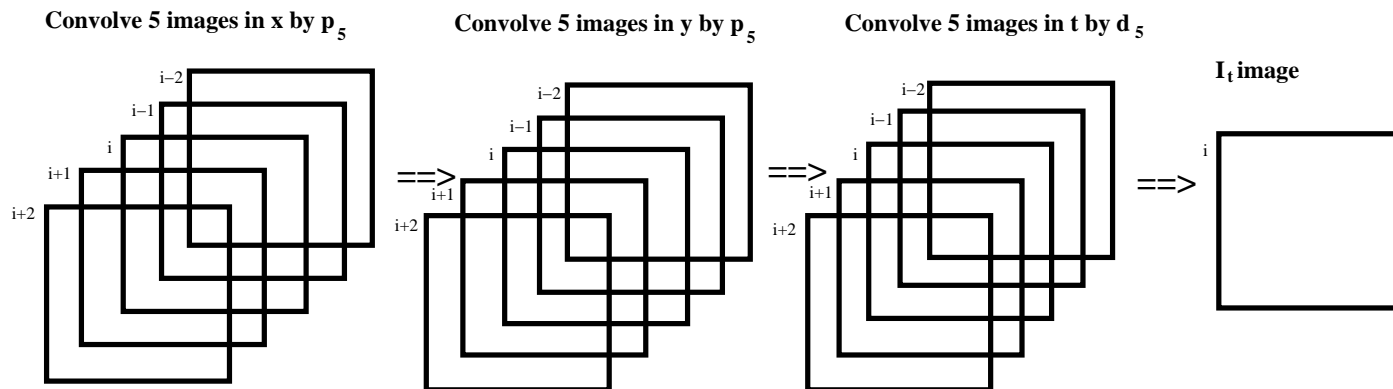 Convolve 5 images in x by p5
Convolve 5 images in y by p5
Convolve 5 images in t by d5
It image
i−2
i−1
i
i+1
i+2
==>
i−2
i−1
i
i+1
i+2
==>
i−2
i−1
i
i+1
i+2
==>
i